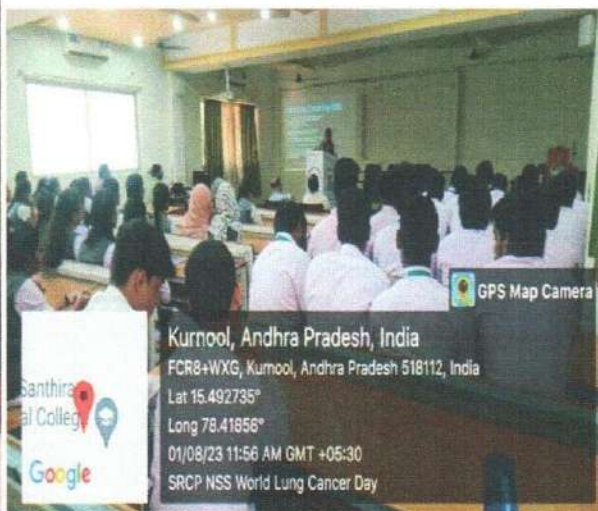 GPS Map Camera
Kurnool, Andhra Pradesh, India
FCR8+WXG, Kurnool, Andhra Pradesh 518112, India
Lat 15.492735°
Long 78.41856°
01/08/23 11:56 AM GMT +05:30
SRCP NSS World Lung Cancer Day
Santhira
al Colleg
Google